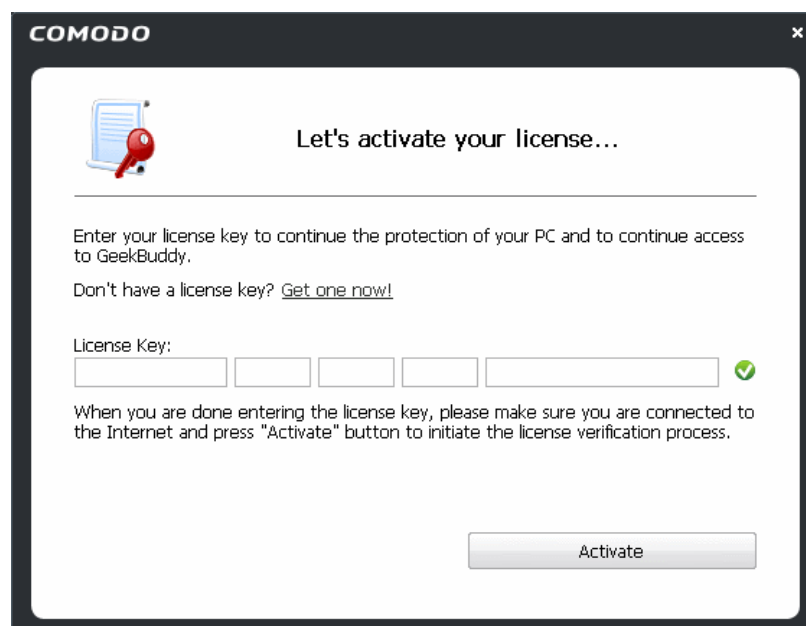 COMODO
Let's activate your license...
Enter your license key to continue the protection of your PC and to continue access
to GeekBuddy.
Don't have a license key? Get one now!
License Key:
When you are done entering the license key, please make sure you are connected to
the Internet and press "Activate" button to initiate the license verification process.
Activate